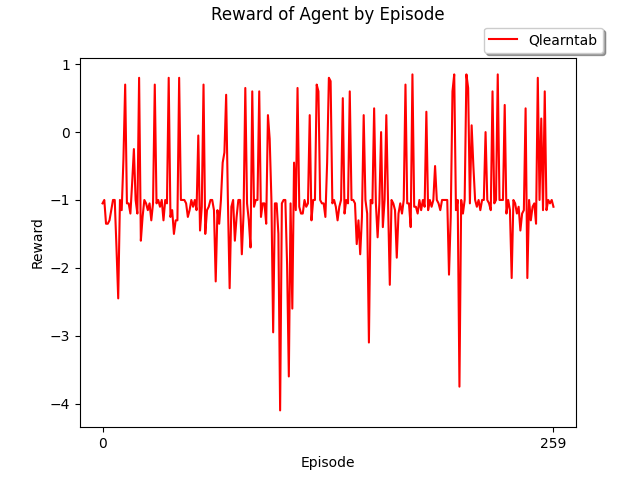 Reward of Agent by Episode
Qlearntab
1
0
−1
−2
−3
−4
Reward
0
259
Episode